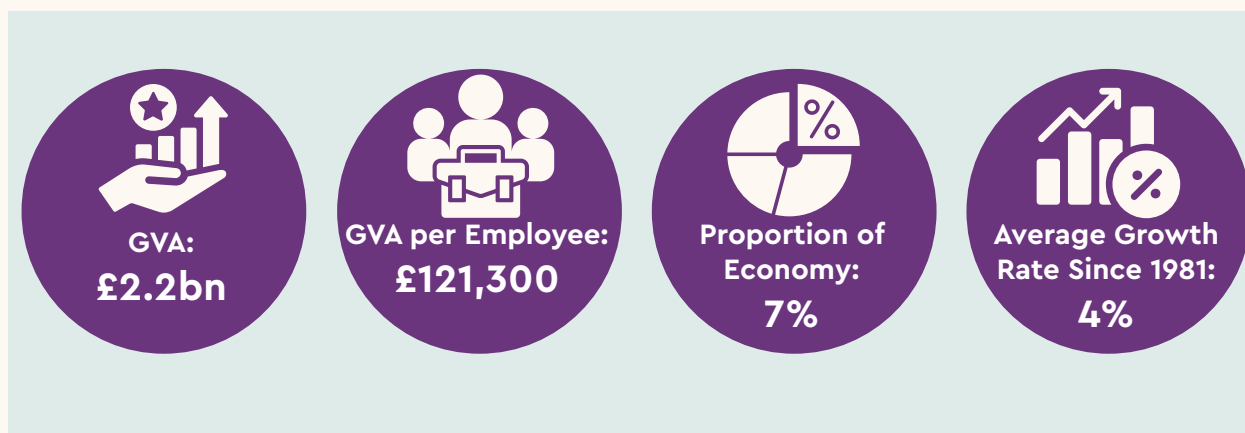 GVA:
£2.2bn
GVA per Employee:
£121,300
%
Proportion of
Economy:
7%
%
Average Growth
Rate Since 1981:
4%